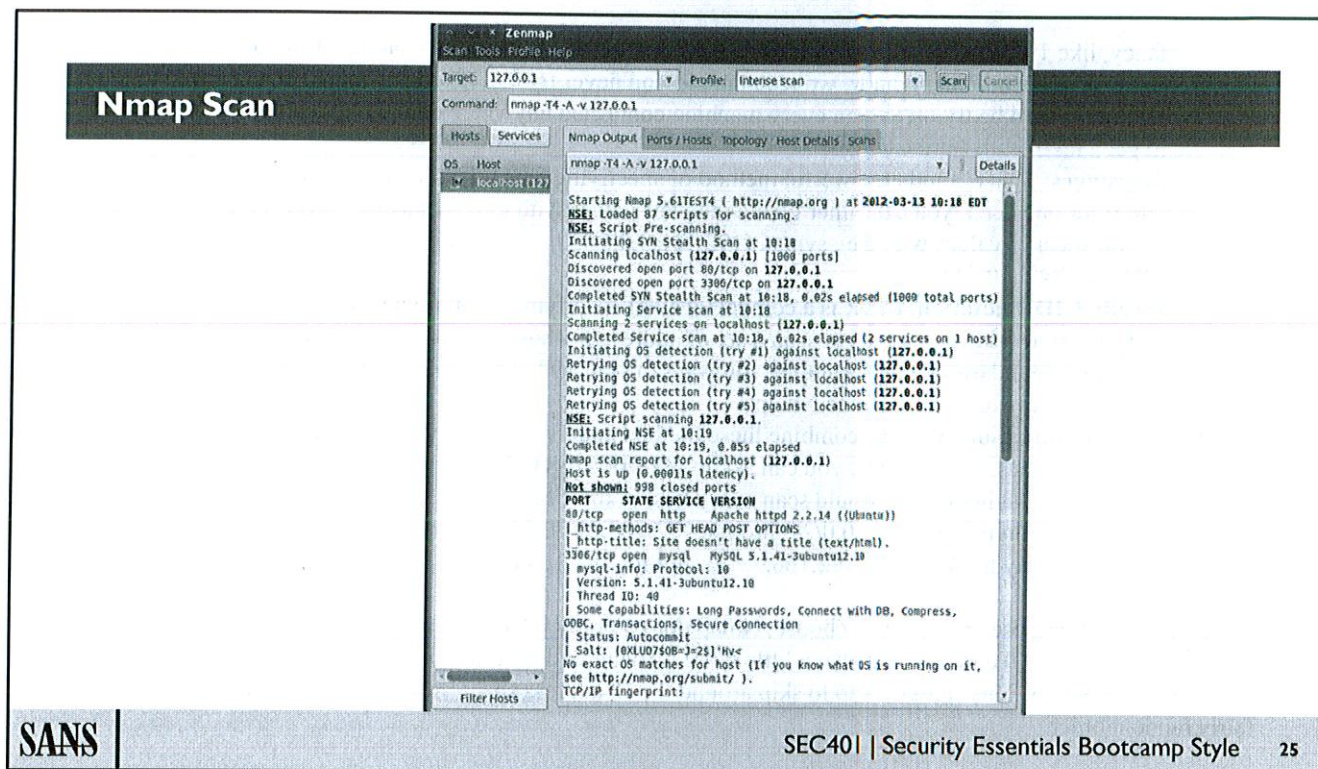 Nmap Scan
Zenmap
Scan Tools Profile Help
Target: 127.0.0.1 Profile: Intense scan Scan Cancel
Command: nmap -T4 -A -v 127.0.0.1
Hosts Services
Nmap Output Ports / Hosts Topology Host Details Scans
OS Host
localhost (127
nmap -T4 -A -v 127.0.0.1 Details
Starting Nmap 5.61TEST4 ( http://nmap.org ) at 2012-03-13 10:18 EDT
NSE: Loaded 87 scripts for scanning.
NSE: Script Pre-scanning.
Initiating SYN Stealth Scan at 10:18
Scanning localhost (127.0.0.1) [1000 ports]
Discovered open port 80/tcp on 127.0.0.1
Discovered open port 3306/tcp on 127.0.0.1
Completed SYN Stealth Scan at 10:18, 0.02s elapsed (1000 total ports)
Initiating Service scan at 10:18
Scanning 2 services on localhost (127.0.0.1)
Completed Service scan at 10:18, 6.02s elapsed (2 services on 1 host)
Initiating OS detection (try #1) against localhost (127.0.0.1)
Retrying OS detection (try #2) against localhost (127.0.0.1)
Retrying OS detection (try #3) against localhost (127.0.0.1)
Retrying OS detection (try #4) against localhost (127.0.0.1)
Retrying OS detection (try #5) against localhost (127.0.0.1)
NSE: Script scanning 127.0.0.1.
Initiating NSE at 10:19
Completed NSE at 10:19, 0.05s elapsed
Nmap scan report for localhost (127.0.0.1)
Host is up (0.00011s latency).
Not shown: 998 closed ports
PORT STATE SERVICE VERSION
80/tcp open http Apache httpd 2.2.14 ((Ubuntu))
|_http-methods: GET HEAD POST OPTIONS
|_http-title: Site doesn't have a title (text/html).
3306/tcp open mysql MySQL 5.1.41-3ubuntu12.10
| mysql-info: Protocol: 10
| Version: 5.1.41-3ubuntu12.10
| Thread ID: 40
| Some Capabilities: Long Passwords, Connect with DB, Compress,
ODBC, Transactions, Secure Connection
| Status: Autocommit
|_Salt:
No exact OS matches for host (If you know what OS is running on it,
see http://nmap.org/submit/ ).
TCP/IP fingerprint:
Filter Hosts
SANS
SEC401 | Security Essentials Bootcamp Style 25